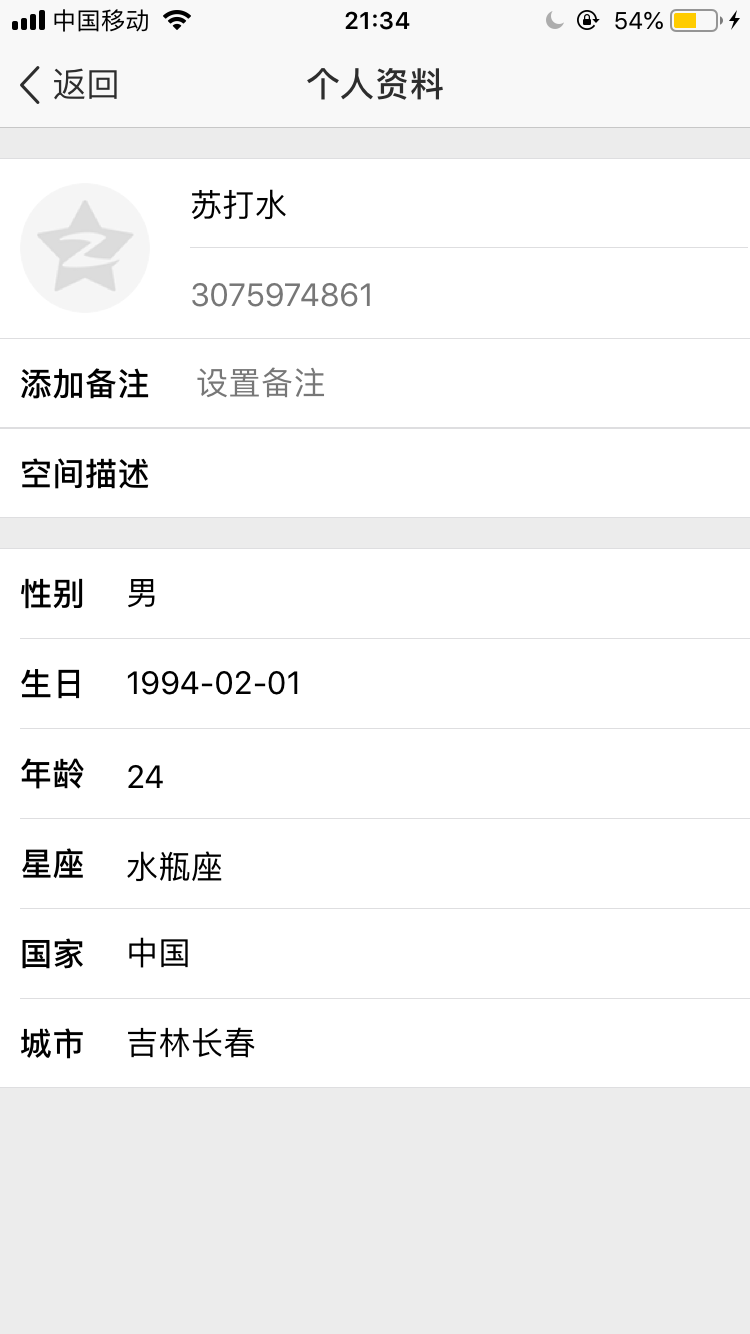 中国移动 21:34 54%
返回 个人资料
苏打水
3075974861
添加备注 设置备注
空间描述
性别 男
生日 1994-02-01
年龄 24
星座 水瓶座
国家 中国
城市 吉林长春